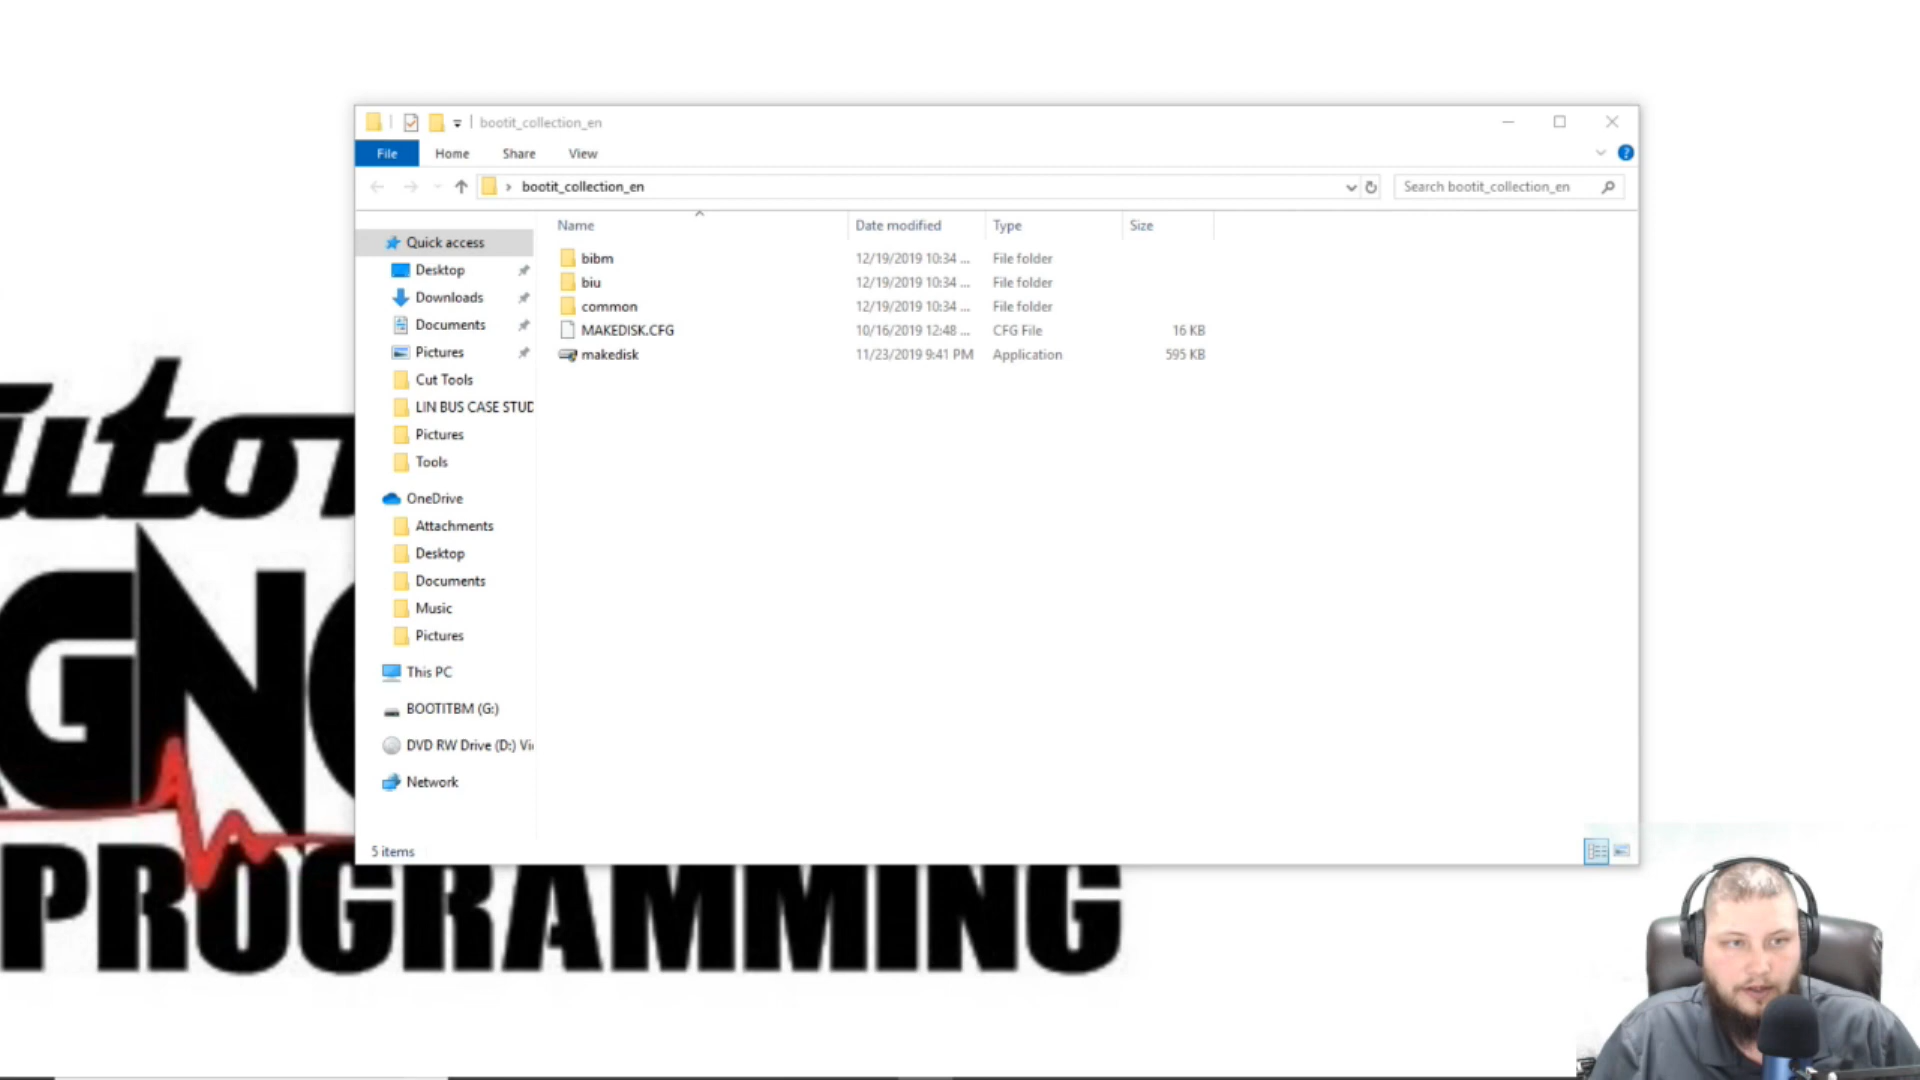 bootit_collection_en
File Home Share View
bootit_collection_en
Search bootit_collection_en
Name Date modified Type Size
bibm 12/19/2019 10:34 ... File folder
biu 12/19/2019 10:34 ... File folder
common 12/19/2019 10:34 ... File folder
MAKEDISK.CFG 10/16/2019 12:48 ... CFG File 16 KB
makedisk 11/23/2019 9:41 PM Application 595 KB
Quick access
Desktop
Downloads
Documents
Pictures
Cut Tools
LIN BUS CASE STUD
Pictures
Tools
OneDrive
Attachments
Desktop
Documents
Music
Pictures
This PC
BOOTITBM (G:)
DVD RW Drive (D:) Vi
Network
5 items
PROGRAMMING